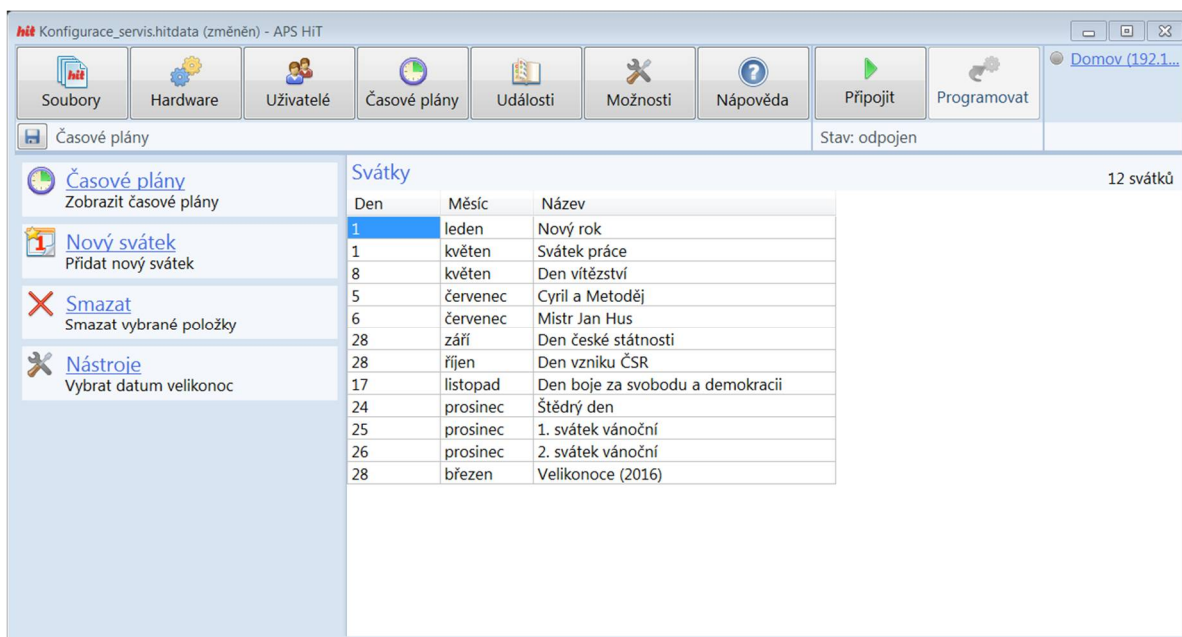 hit Konfigurace_servis.hitdata (změněn) - APS HiT
hit
Soubory Hardware Uživatelé Časové plány Události Možnosti Nápověda Připojit Programovat Domov (192.1...
Časové plány Stav: odpojen
Časové plány
Zobrazit časové plány
1 Nový svátek
Přidat nový svátek
Smazat
Smazat vybrané položky
Nástroje
Vybrat datum velikonoc
Svátky 12 svátků
Den Měsíc Název
1 leden Nový rok
1 květen Svátek práce
8 květen Den vítězství
5 červenec Cyril a Metoděj
6 červenec Mistr Jan Hus
28 září Den české státnosti
28 říjen Den vzniku ČSR
17 listopad Den boje za svobodu a demokracii
24 prosinec Štědrý den
25 prosinec 1. svátek vánoční
26 prosinec 2. svátek vánoční
28 březen Velikonoce (2016)